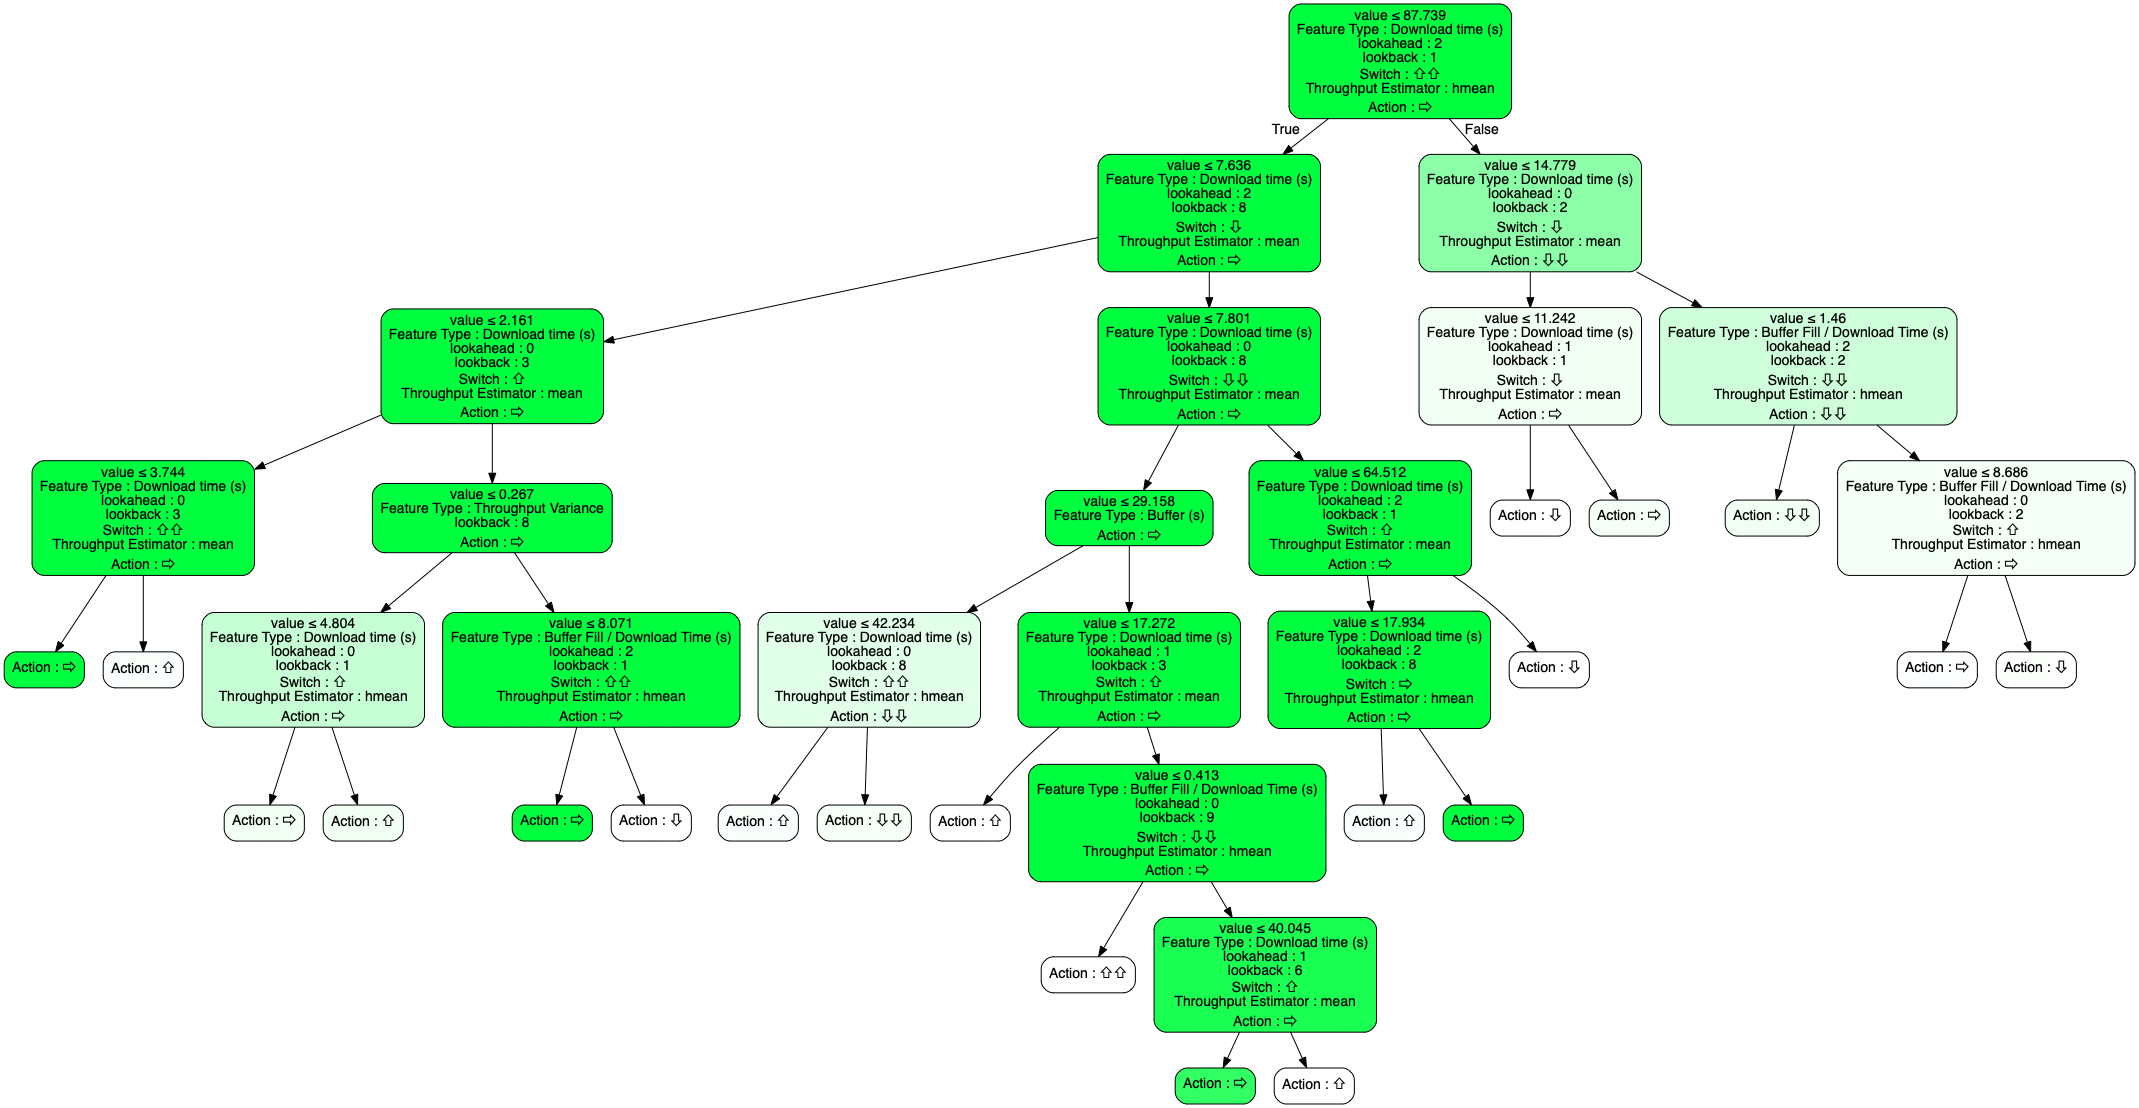 value ≤ 87.739
Feature Type : Download time (s)
lookahead : 2
lookback : 1
Switch : ⇧⇧
Throughput Estimator : hmean
Action : ⇨
True
False
value ≤ 7.636
Feature Type : Download time (s)
lookahead : 2
lookback : 8
Switch : ⇩
Throughput Estimator : mean
Action : ⇨
value ≤ 14.779
Feature Type : Download time (s)
lookahead : 0
lookback : 2
Switch : ⇩
Throughput Estimator : mean
Action : ⇩⇩
value ≤ 2.161
Feature Type : Download time (s)
lookahead : 0
lookback : 3
Switch : ⇧
Throughput Estimator : mean
Action : ⇨
value ≤ 7.801
Feature Type : Download time (s)
lookahead : 0
lookback : 8
Switch : ⇩⇩
Throughput Estimator : mean
Action : ⇨
value ≤ 11.242
Feature Type : Download time (s)
lookahead : 1
lookback : 1
Switch : ⇩
Throughput Estimator : mean
Action : ⇨
value ≤ 1.46
Feature Type : Buffer Fill / Download Time (s)
lookahead : 2
lookback : 2
Switch : ⇩⇩
Throughput Estimator : hmean
Action : ⇩⇩
value ≤ 3.744
Feature Type : Download time (s)
lookahead : 0
lookback : 3
Switch : ⇧⇧
Throughput Estimator : mean
Action : ⇨
value ≤ 0.267
Feature Type : Throughput Variance
lookback : 8
Action : ⇨
value ≤ 29.158
Feature Type : Buffer (s)
Action : ⇨
value ≤ 64.512
Feature Type : Download time (s)
lookahead : 2
lookback : 1
Switch : ⇧
Throughput Estimator : mean
Action : ⇨
Action : ⇩
Action : ⇨
Action : ⇩⇩
value ≤ 8.686
Feature Type : Buffer Fill / Download Time (s)
lookahead : 0
lookback : 2
Switch : ⇧
Throughput Estimator : hmean
Action : ⇨
Action : ⇨
Action : ⇧
value ≤ 4.804
Feature Type : Download time (s)
lookahead : 0
lookback : 1
Switch : ⇧
Throughput Estimator : hmean
Action : ⇨
value ≤ 8.071
Feature Type : Buffer Fill / Download Time (s)
lookahead : 2
lookback : 1
Switch : ⇧⇧
Throughput Estimator : hmean
Action : ⇨
value ≤ 42.234
Feature Type : Download time (s)
lookahead : 0
lookback : 8
Switch : ⇧⇧
Throughput Estimator : hmean
Action : ⇩⇩
value ≤ 17.272
Feature Type : Download time (s)
lookahead : 1
lookback : 3
Switch : ⇧
Throughput Estimator : mean
Action : ⇨
value ≤ 17.934
Feature Type : Download time (s)
lookahead : 2
lookback : 8
Switch : ⇨
Throughput Estimator : hmean
Action : ⇨
Action : ⇩
Action : ⇨
Action : ⇩
Action : ⇨
Action : ⇧
Action : ⇨
Action : ⇩
Action : ⇧
Action : ⇩⇩
Action : ⇧
value ≤ 0.413
Feature Type : Buffer Fill / Download Time (s)
lookahead : 0
lookback : 9
Switch : ⇩⇩
Throughput Estimator : hmean
Action : ⇨
Action : ⇧
Action : ⇨
Action : ⇧⇧
value ≤ 40.045
Feature Type : Download time (s)
lookahead : 1
lookback : 6
Switch : ⇧
Throughput Estimator : mean
Action : ⇨
Action : ⇨
Action : ⇧